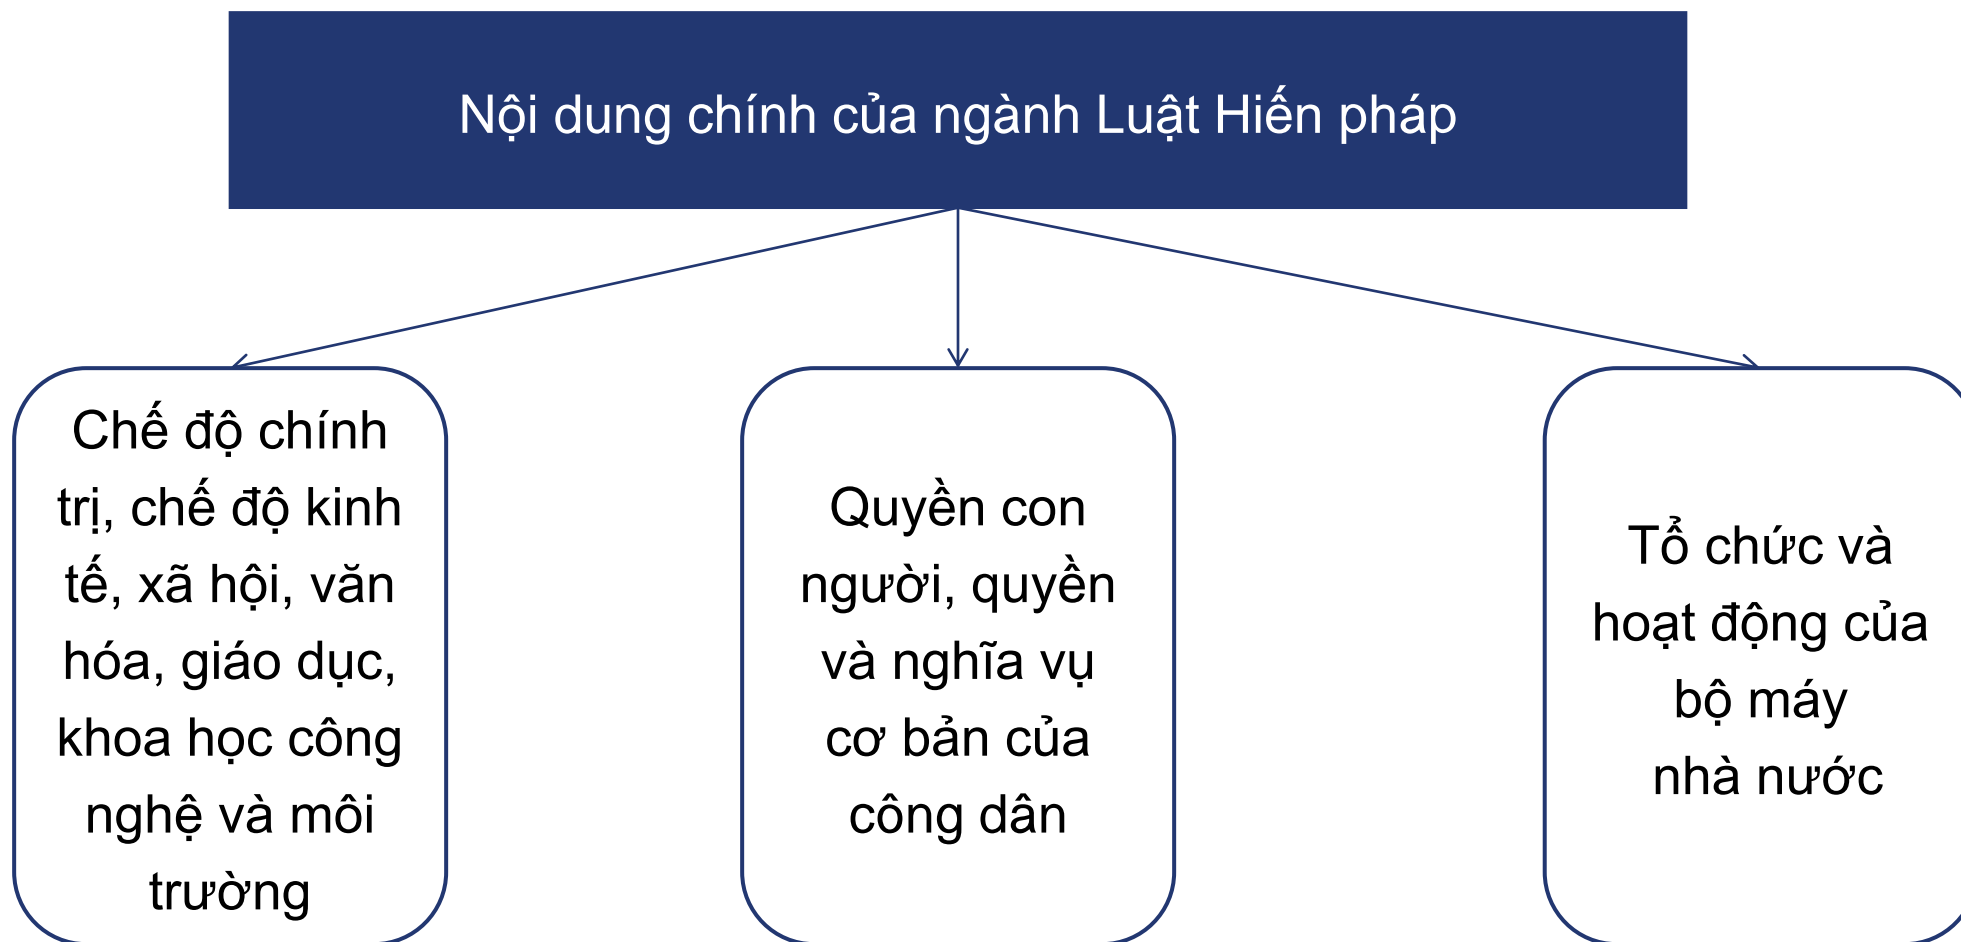 Nội dung chính của ngành Luật Hiến pháp
Chế độ chính
trị, chế độ kinh
tế, xã hội, văn
hóa, giáo dục,
khoa học công
nghệ và môi
trường
Quyền con
người, quyền
và nghĩa vụ
cơ bản của
công dân
Tổ chức và
hoạt động của
bộ máy
nhà nước